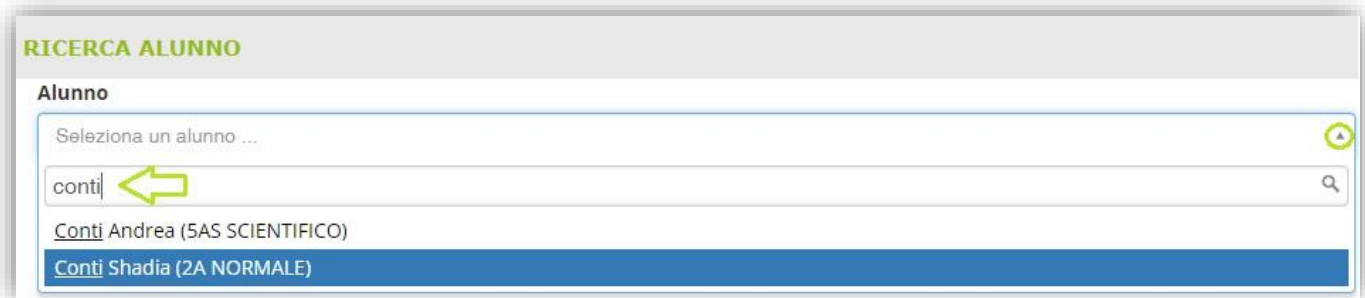 RICERCA ALUNNO
Alunno
Seleziona un alunno ...
conti
Conti Andrea (5AS SCIENTIFICO)
Conti Shadia (2A NORMALE)